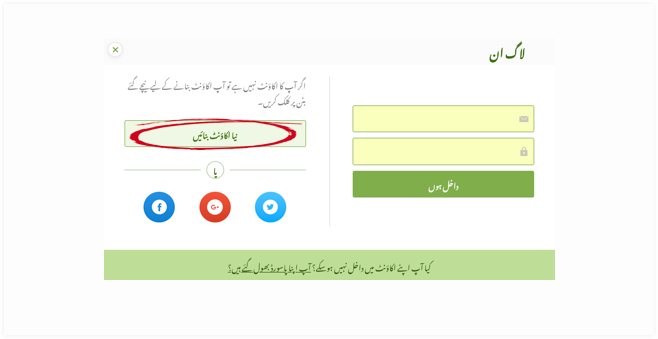 لاگ ان
داخل ہوں
اگر آپ کا اکاؤنٹ نہیں ہے تو آپ اکاؤنٹ بنانے کے لیے نیچے گئے
بٹن پر کلک کریں۔
نیا اکاؤنٹ بنائیں
یا
کیا آپ اپنے اکاؤنٹ میں داخل نہیں ہو سکے؟ آپ اپنا پاسورڈ بھول گئے ہیں؟